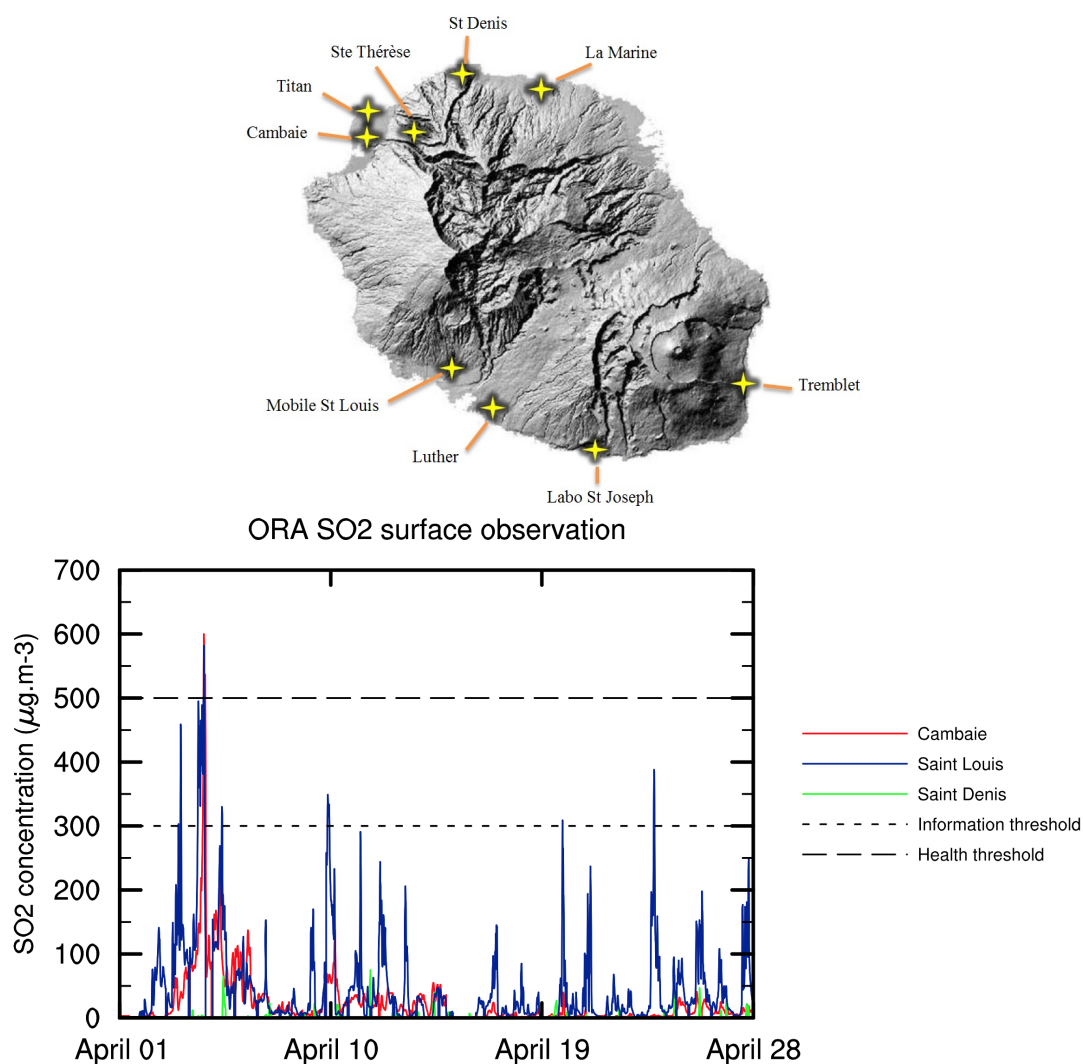 St Denis
Ste Thérèse
La Marine
Titan
Cambaie
Tremblet
Mobile St Louis
Luther
Labo St Joseph
ORA SO2 surface observation
700
600
500
400
300
200
100
0
SO2 concentration (µg.m-3)
April 01
April 10
April 19
April 28
Cambaie
Saint Louis
Saint Denis
Information threshold
Health threshold